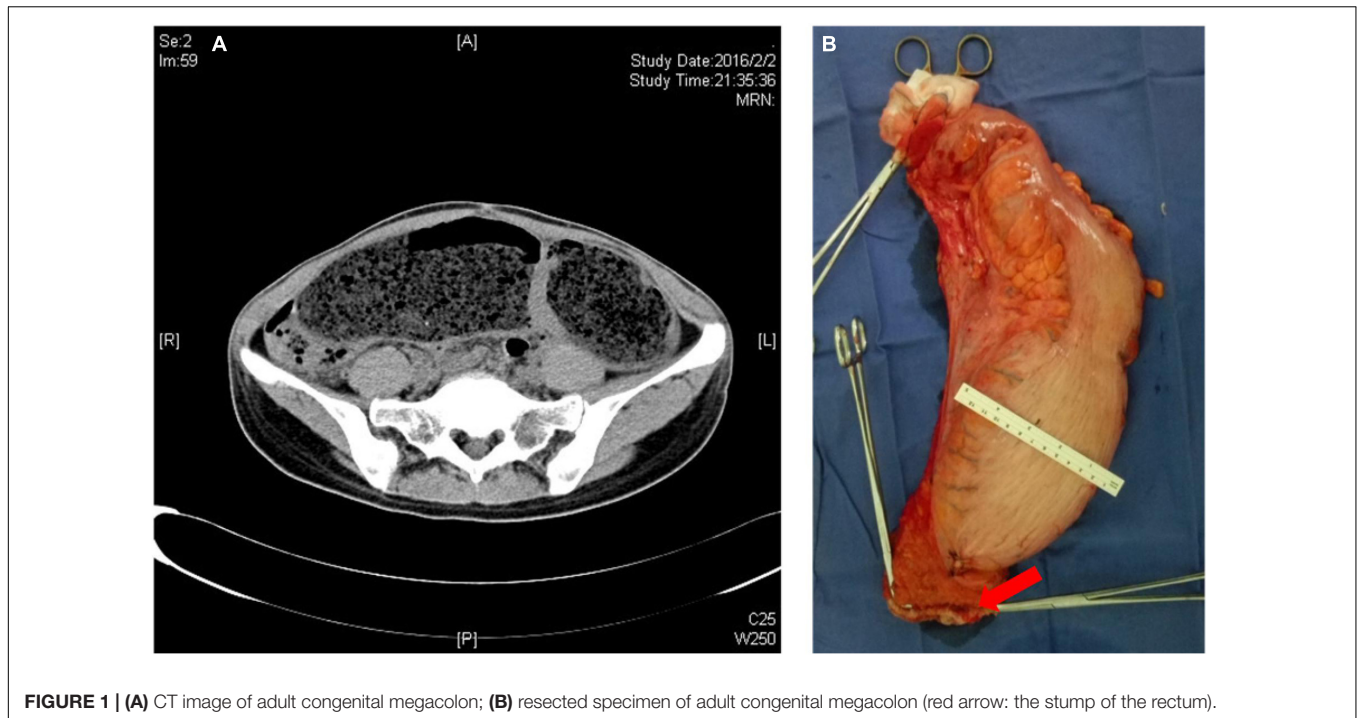 Se:2
Im:59
A
[A]
.
Study Date:2016/2/2
Study Time:21:35:36
MRN:
[R]
[L]
C25
W250
[P]
B
FIGURE 1 | (A) CT image of adult congenital megacolon; (B) resected specimen of adult congenital megacolon (red arrow: the stump of the rectum).